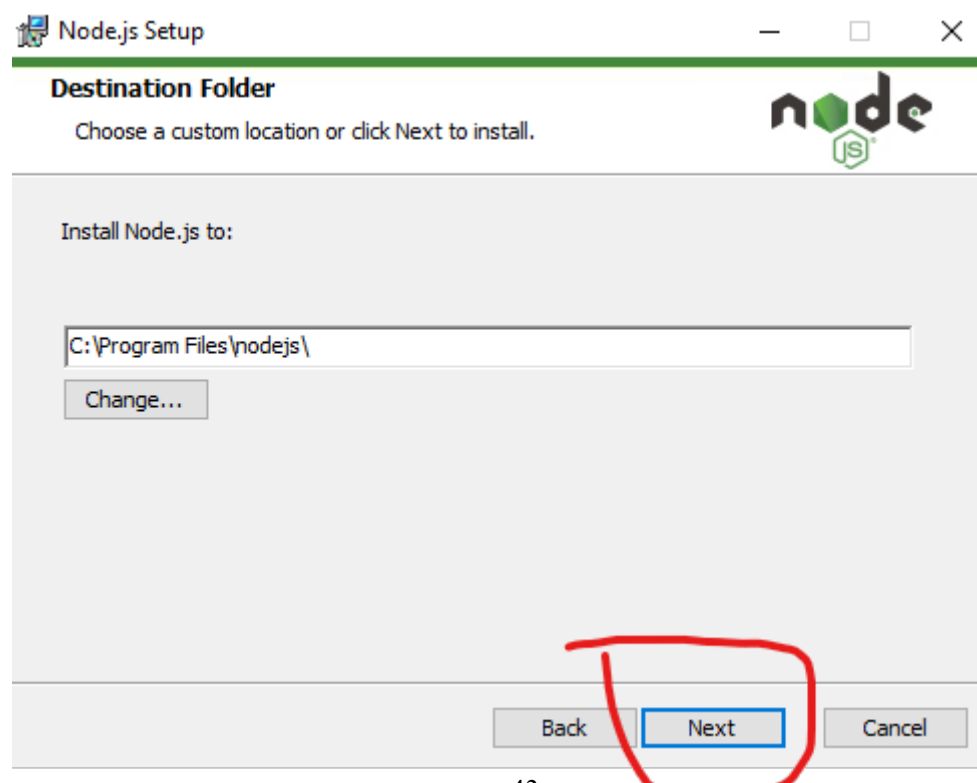 Node.js Setup
Destination Folder
Choose a custom location or click Next to install.
node
JS
Install Node.js to:
C:\Program Files\nodejs\
Change...
Back Next Cancel